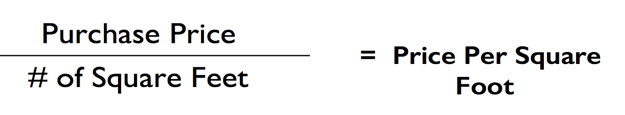 Purchase Price
# of Square Feet
= Price Per Square
Foot